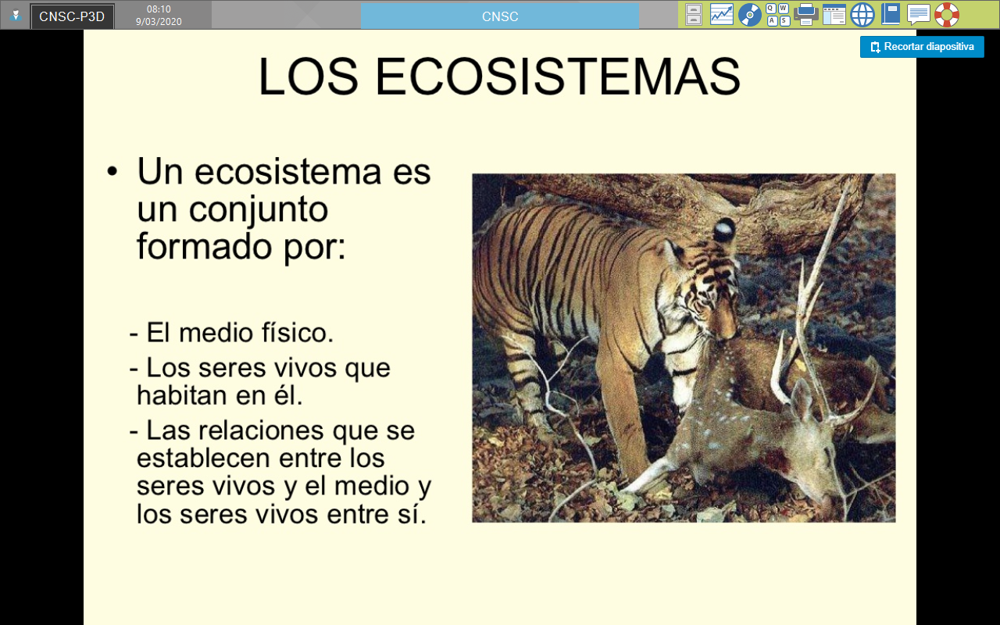 CNSC-P3D
08:10
9/03/2020
CNSC
Q W
A S
Recortar diapositiva
LOS ECOSISTEMAS
• Un ecosistema es
un conjunto
formado por:
- El medio físico.
- Los seres vivos que
habitan en él.
- Las relaciones que se
establecen entre los
seres vivos y el medio y
los seres vivos entre sí.